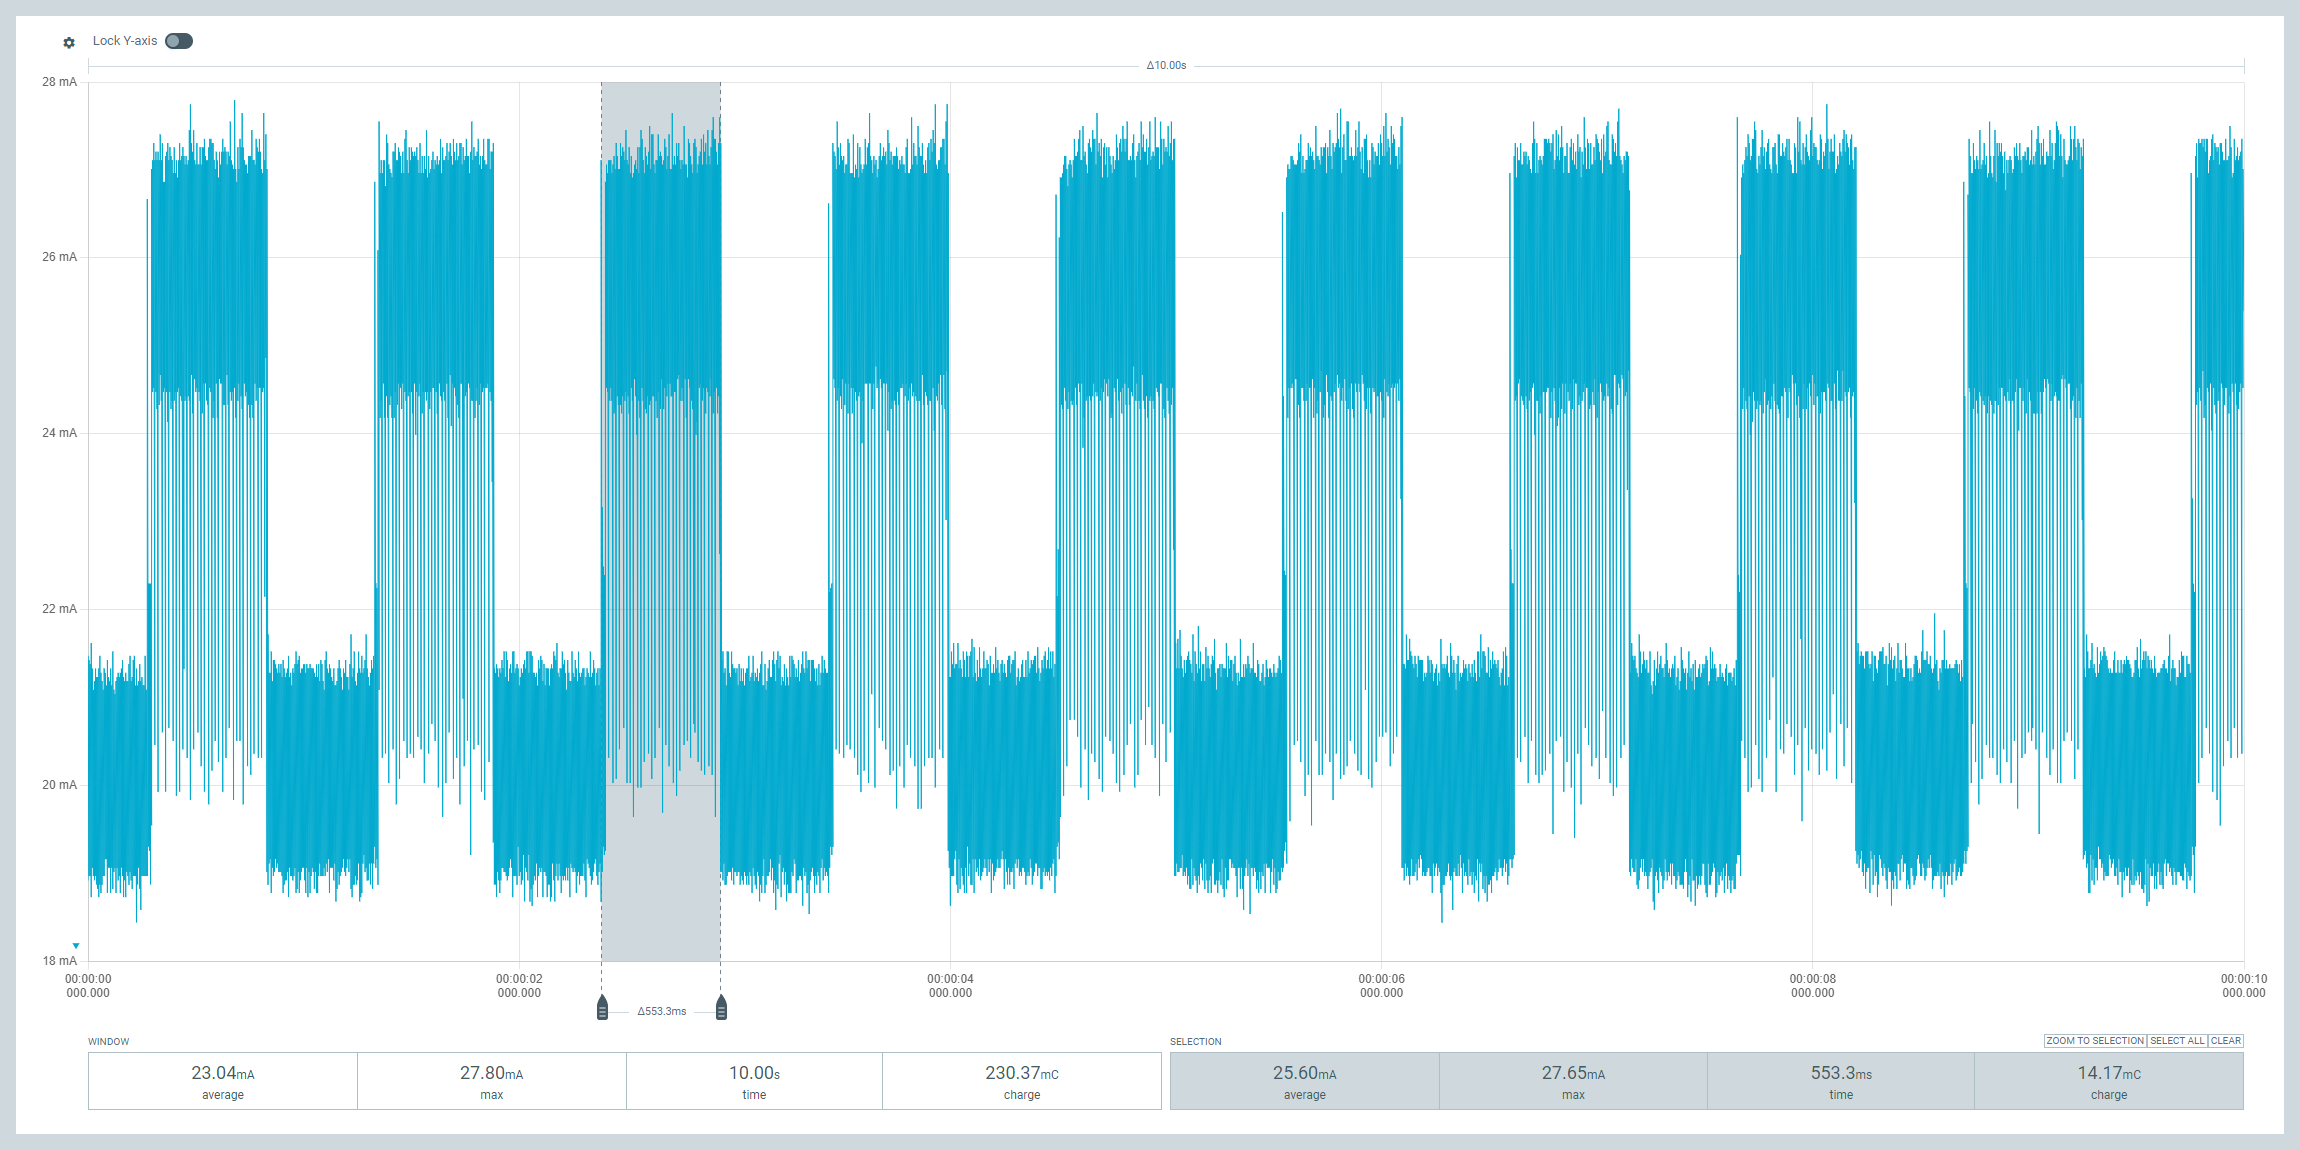 Lock Y-axis
Δ10.00s
28 mA
26 mA
24 mA
22 mA
20 mA
18 mA
00:00:00 00:00:02 00:00:04 00:00:06 00:00:08 00:00:10
000.000 000.000 000.000 000.000 000.000 000.000
Δ553.3ms
WINDOW SELECTION ZOOM TO SELECTION SELECT ALL CLEAR
23.04mA 27.80mA 10.00s 230.37mC 25.60mA 27.65mA 553.3ms 14.17mC
average max time charge average max time charge